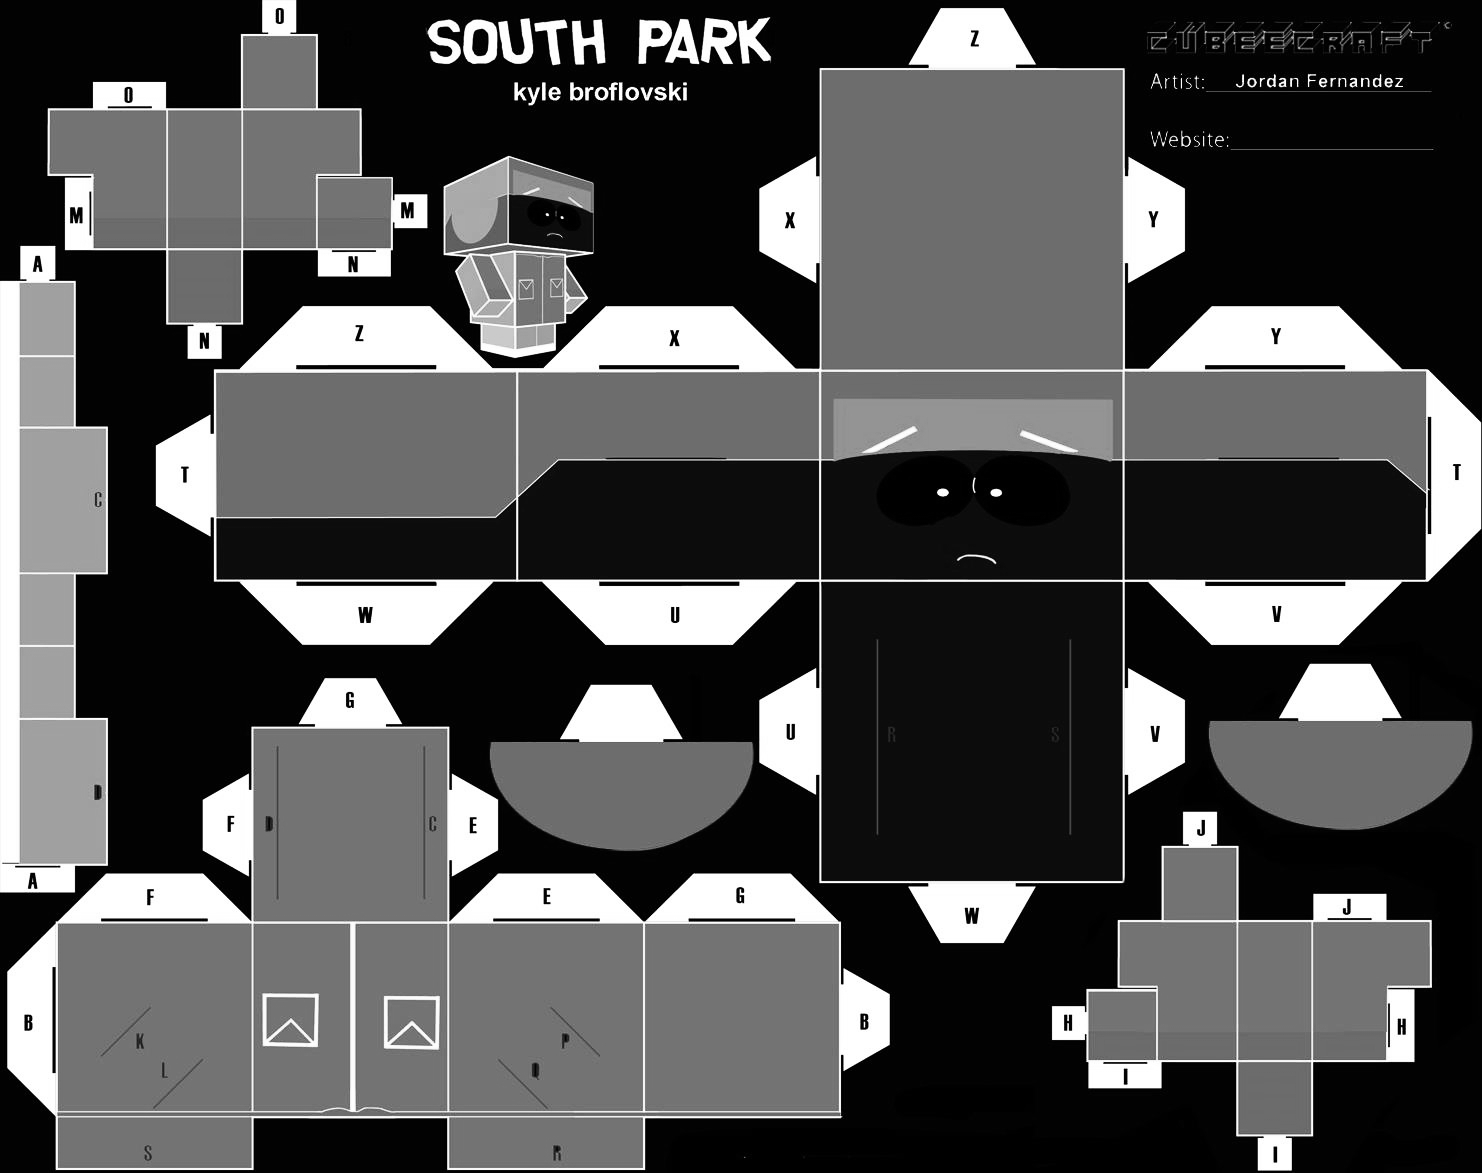 O
SOUTH PARK
Z
CUBEECRAFT
kyle broflovski
Artist: Jordan Fernandez
O
Website:
M
M
X
Y
A
N
N
Z
X
Y
C
T
T
W
U
V
G
U
R
S
V
D
F
D
C
E
J
A
F
E
G
J
W
B
K
L
P
Q
B
H
H
I
S
R
I